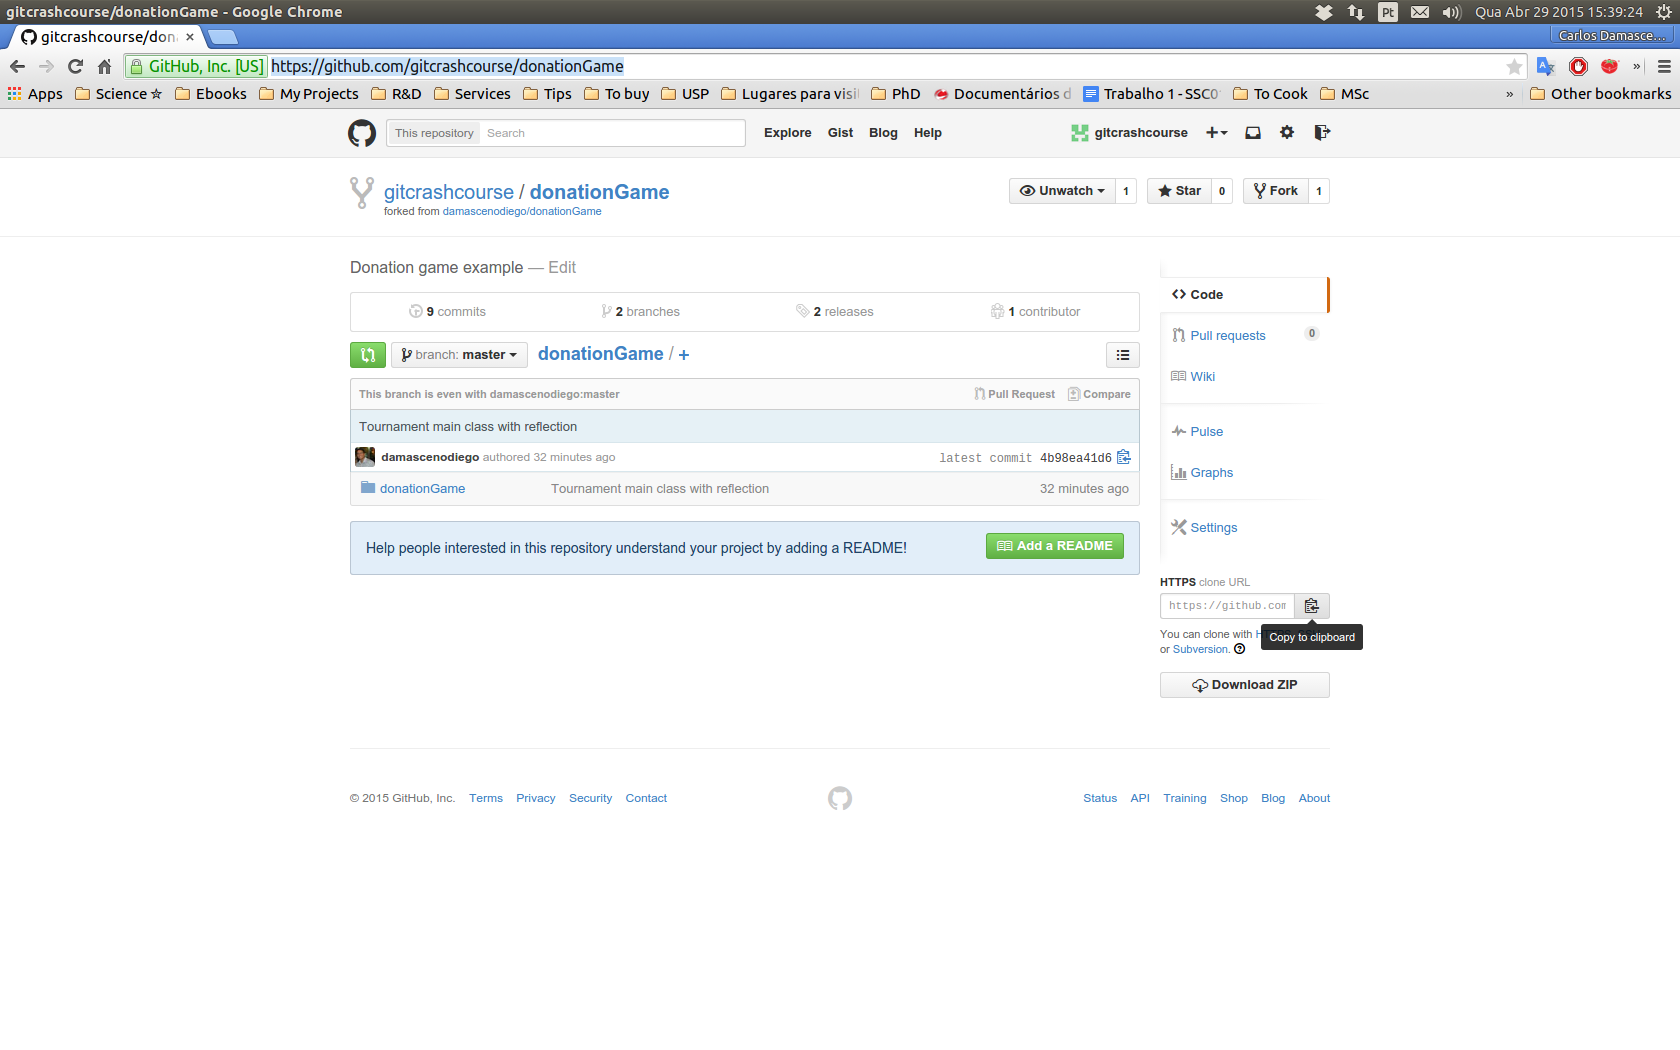 gitcrashcourse/donationGame - Google Chrome
Pt
Qua Abr 29 2015 15:39:24
gitcrashcourse/don
Carlos Damasce...
GitHub, Inc. [US] https://github.com/gitcrashcourse/donationGame
Apps Science ☆ Ebooks My Projects R&D Services Tips To buy USP Lugares para visi PhD Documentários d Trabalho 1 - SSC0 To Cook MSc » Other bookmarks
This repository Search Explore Gist Blog Help gitcrashcourse
gitcrashcourse / donationGame
Unwatch 1 Star 0 Fork 1
forked from damascenodiego/donationGame
Donation game example — Edit
9 commits 2 branches 2 releases 1 contributor
branch: master donationGame / +
This branch is even with damascenodiego:master Pull Request Compare
Tournament main class with reflection
damascenodiego authored 32 minutes ago latest commit 4b98ea41d6
donationGame Tournament main class with reflection 32 minutes ago
Help people interested in this repository understand your project by adding a README! Add a README
Code
Pull requests 0
Wiki
Pulse
Graphs
Settings
HTTPS clone URL
https://github.com
You can clone with H
Copy to clipboard
or Subversion.
Download ZIP
© 2015 GitHub, Inc. Terms Privacy Security Contact
Status API Training Shop Blog About